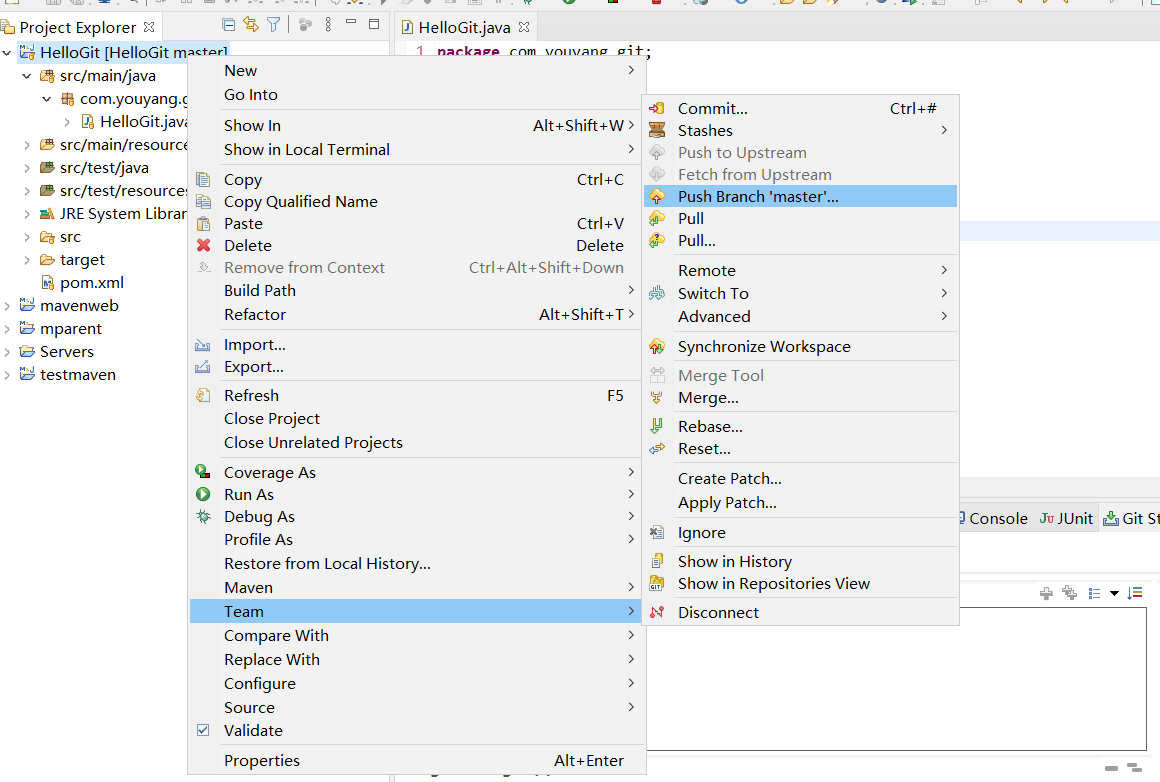 Project Explorer
HelloGit [HelloGit master]
src/main/java
com.youyang.g
HelloGit.java
src/main/resource
src/test/java
src/test/resources
JRE System Librar
src
target
pom.xml
mavenweb
mparent
Servers
testmaven
HelloGit.java
1 package com.youyang.git;
New
Go Into
Show In Alt+Shift+W
Show in Local Terminal
Copy Ctrl+C
Copy Qualified Name
Paste Ctrl+V
Delete Delete
Remove from Context Ctrl+Alt+Shift+Down
Build Path
Refactor Alt+Shift+T
Import...
Export...
Refresh F5
Close Project
Close Unrelated Projects
Coverage As
Run As
Debug As
Profile As
Restore from Local History...
Maven
Team
Compare With
Replace With
Configure
Source
Validate
Properties Alt+Enter
Commit... Ctrl+#
Stashes
Push to Upstream
Fetch from Upstream
Push Branch 'master'...
Pull
Pull...
Remote
Switch To
Advanced
Synchronize Workspace
Merge Tool
Merge...
Rebase...
Reset...
Create Patch...
Apply Patch...
Ignore
Show in History
Show in Repositories View
Disconnect
Console JUnit Git St